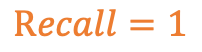 Recall = 1